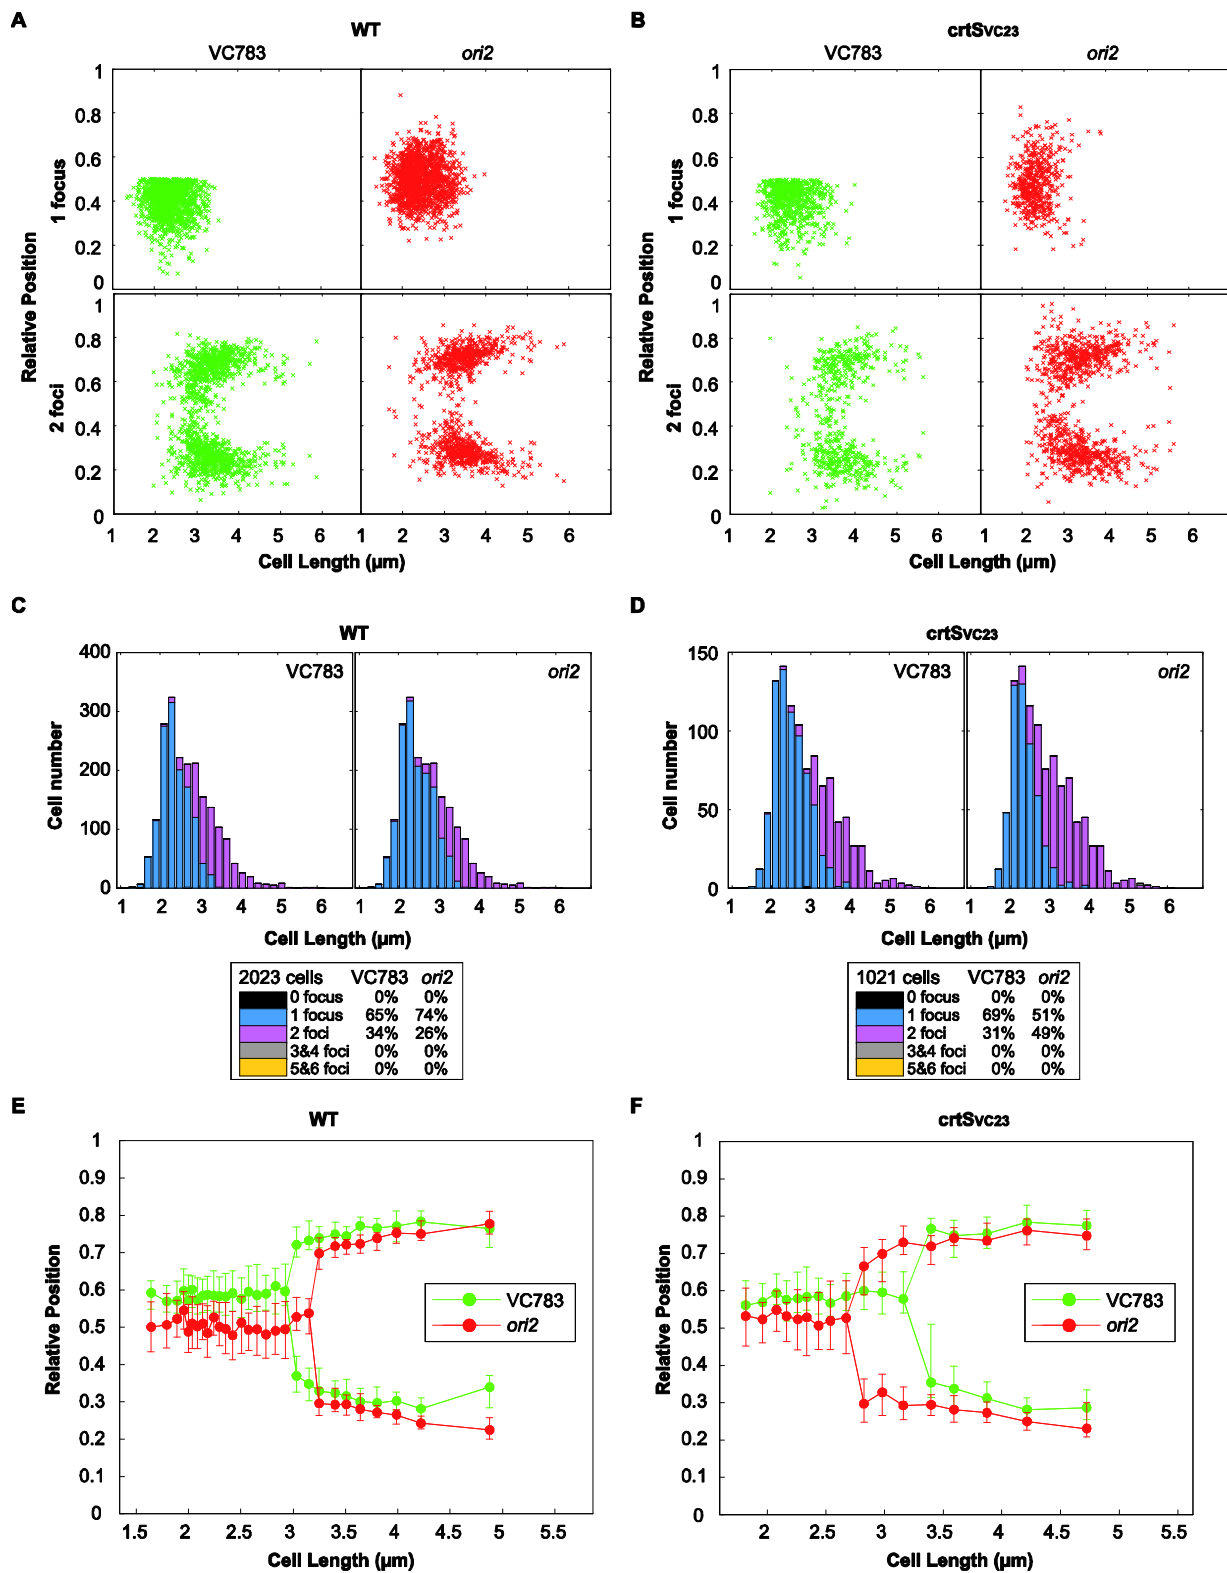 A
WT
VC783 ori2
B
crtSVC23
VC783 ori2
Relative Position
1 focus
2 foci
1
0.8
0.6
0.4
0.2
0
1
0.8
0.6
0.4
0.2
0
1 2 3 4 5 6 1 2 3 4 5 6
Cell Length (µm)
Relative Position
1 focus
2 foci
1
0.8
0.6
0.4
0.2
0
1
0.8
0.6
0.4
0.2
0
1 2 3 4 5 6 1 2 3 4 5 6
Cell Length (µm)
C
WT
VC783 ori2
Cell number
400
300
200
100
0
1 2 3 4 5 6 1 2 3 4 5 6
Cell Length (µm)
2023 cells VC783 ori2
0 focus 0% 0%
1 focus 65% 74%
2 foci 34% 26%
3&4 foci 0% 0%
5&6 foci 0% 0%
D
crtSVC23
VC783 ori2
Cell number
150
100
50
0
1 2 3 4 5 6 1 2 3 4 5 6
Cell Length (µm)
1021 cells VC783 ori2
0 focus 0% 0%
1 focus 69% 51%
2 foci 31% 49%
3&4 foci 0% 0%
5&6 foci 0% 0%
E
WT
Relative Position
1
0.9
0.8
0.7
0.6
0.5
0.4
0.3
0.2
0.1
0
VC783
ori2
1.5 2 2.5 3 3.5 4 4.5 5 5.5
Cell Length (µm)
F
crtSVC23
Relative Position
1
0.9
0.8
0.7
0.6
0.5
0.4
0.3
0.2
0.1
0
VC783
ori2
2 2.5 3 3.5 4 4.5 5 5.5
Cell Length (µm)